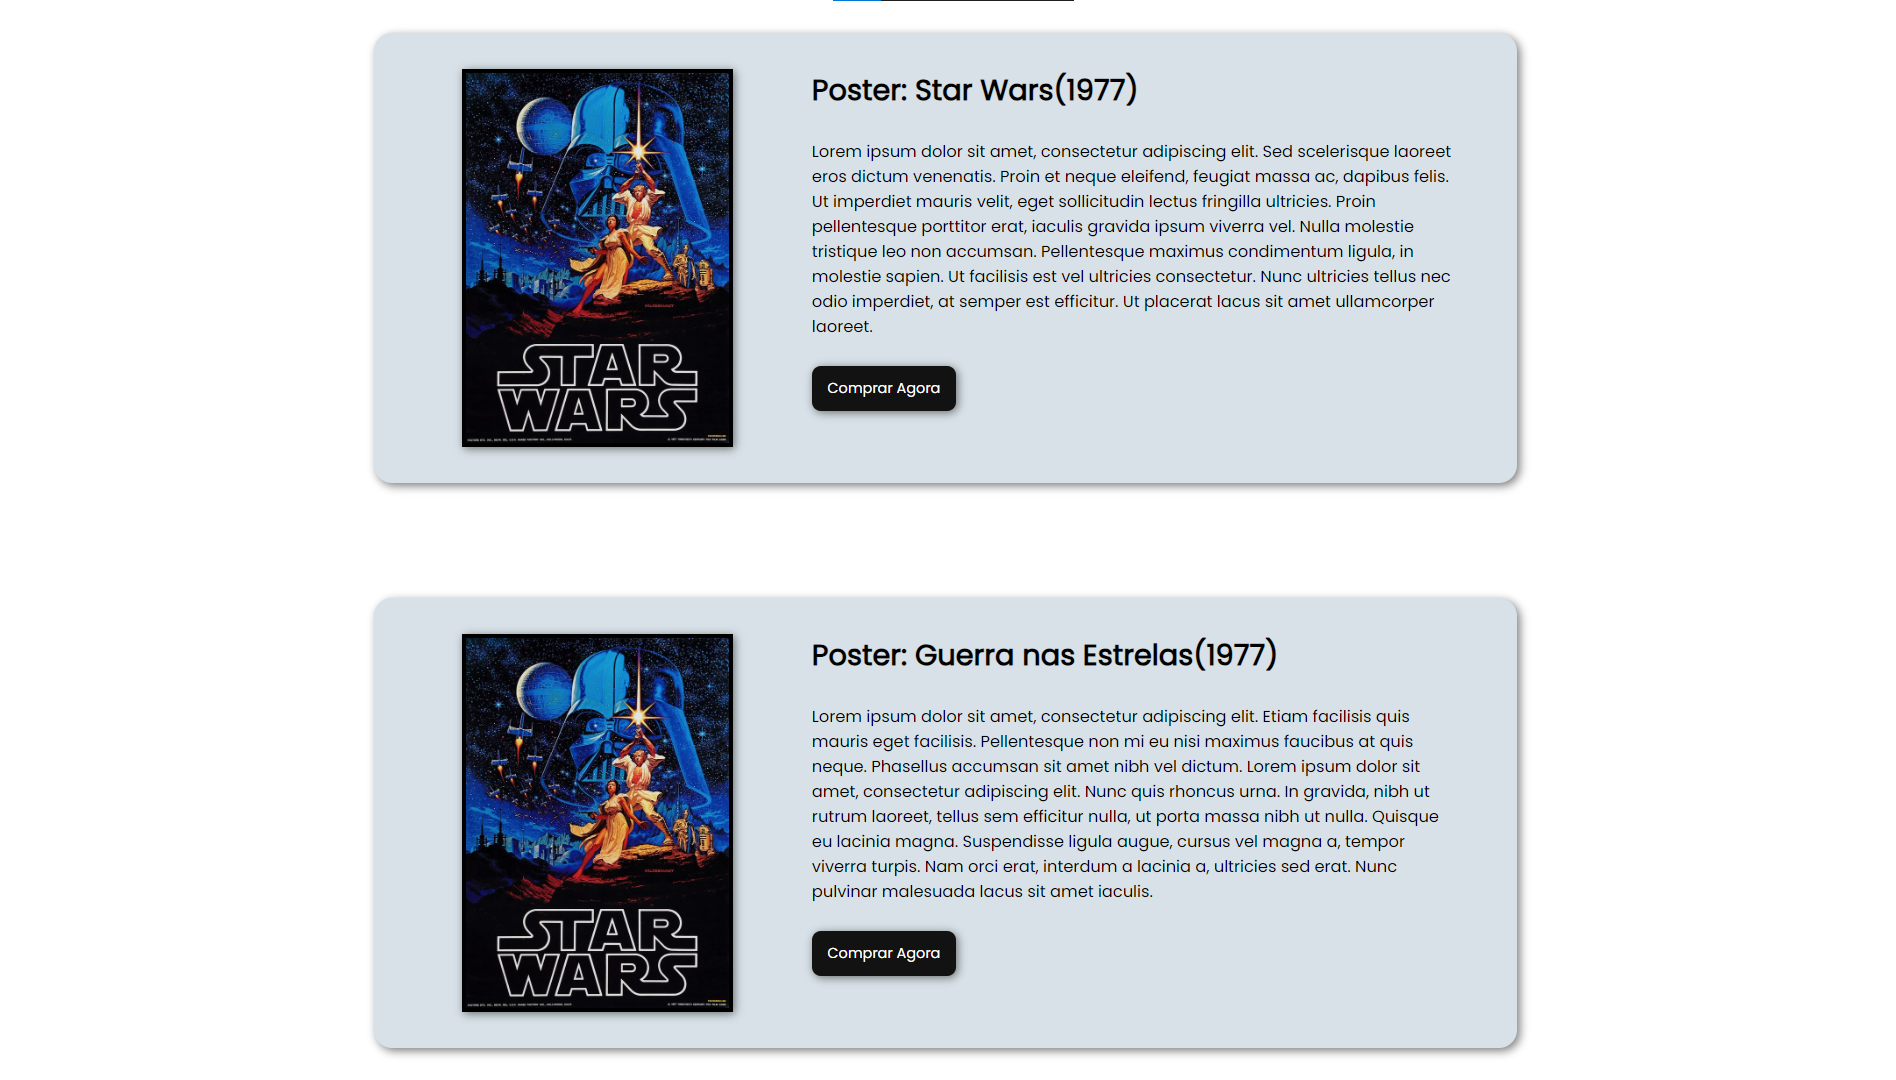 Poster: Star Wars(1977)
Lorem ipsum dolor sit amet, consectetur adipiscing elit. Sed scelerisque laoreet
eros dictum venenatis. Proin et neque eleifend, feugiat massa ac, dapibus felis.
Ut imperdiet mauris velit, eget sollicitudin lectus fringilla ultricies. Proin
pellentesque porttitor erat, iaculis gravida ipsum viverra vel. Nulla molestie
tristique leo non accumsan. Pellentesque maximus condimentum ligula, in
molestie sapien. Ut facilisis est vel ultricies consectetur. Nunc ultricies tellus nec
odio imperdiet, at semper est efficitur. Ut placerat lacus sit amet ullamcorper
laoreet.
Comprar Agora
STAR
WARS
Poster: Guerra nas Estrelas(1977)
Lorem ipsum dolor sit amet, consectetur adipiscing elit. Etiam facilisis quis
mauris eget facilisis. Pellentesque non mi eu nisi maximus faucibus at quis
neque. Phasellus accumsan sit amet nibh vel dictum. Lorem ipsum dolor sit
amet, consectetur adipiscing elit. Nunc quis rhoncus urna. In gravida, nibh ut
rutrum laoreet, tellus sem efficitur nulla, ut porta massa nibh ut nulla. Quisque
eu lacinia magna. Suspendisse ligula augue, cursus vel magna a, tempor
viverra turpis. Nam orci erat, interdum a lacinia a, ultricies sed erat. Nunc
pulvinar malesuada lacus sit amet iaculis.
Comprar Agora
STAR
WARS